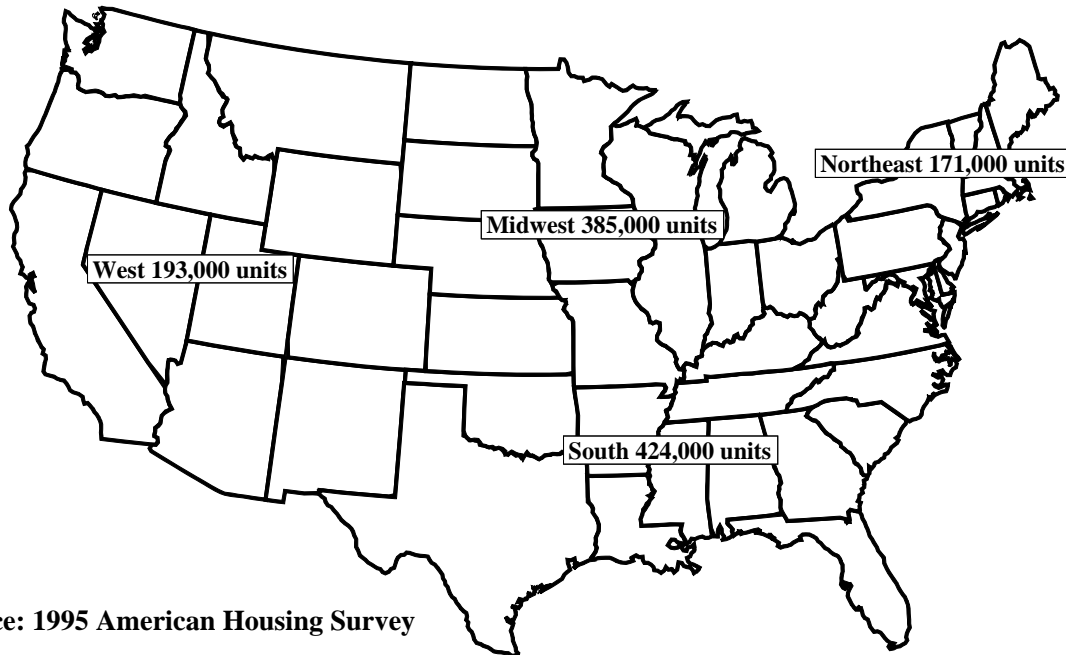 Northeast 171,000 units
Midwest 385,000 units
West 193,000 units
South 424,000 units
1995 American Housing Survey